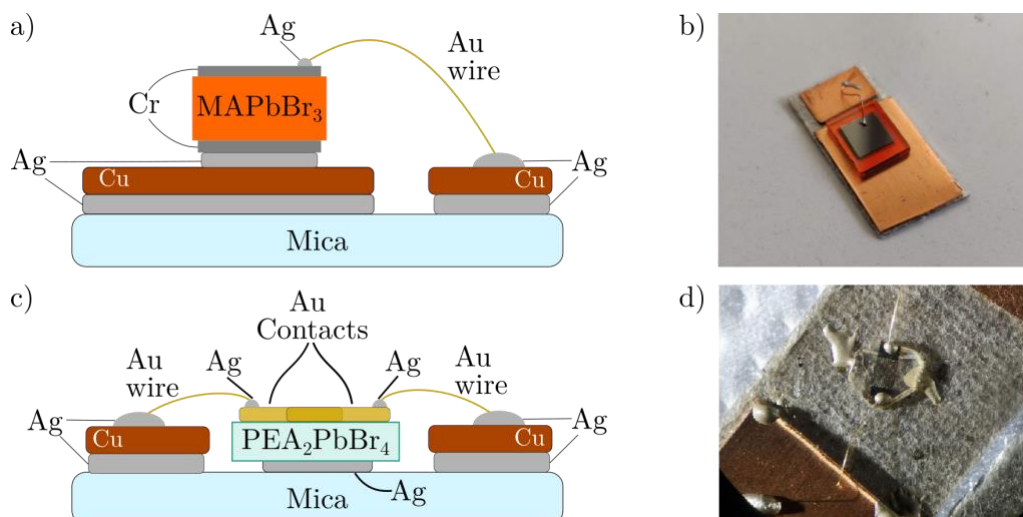 a)
Ag
Au
wire
Cr
MAPbBr₃
Ag
Cu
Cu
Ag
Ag
Mica
b)
c)
Au
Contacts
Au
wire
Ag
Ag
Au
wire
Ag
Cu
PEA₂PbBr₄
Cu
Ag
Ag
Mica
d)